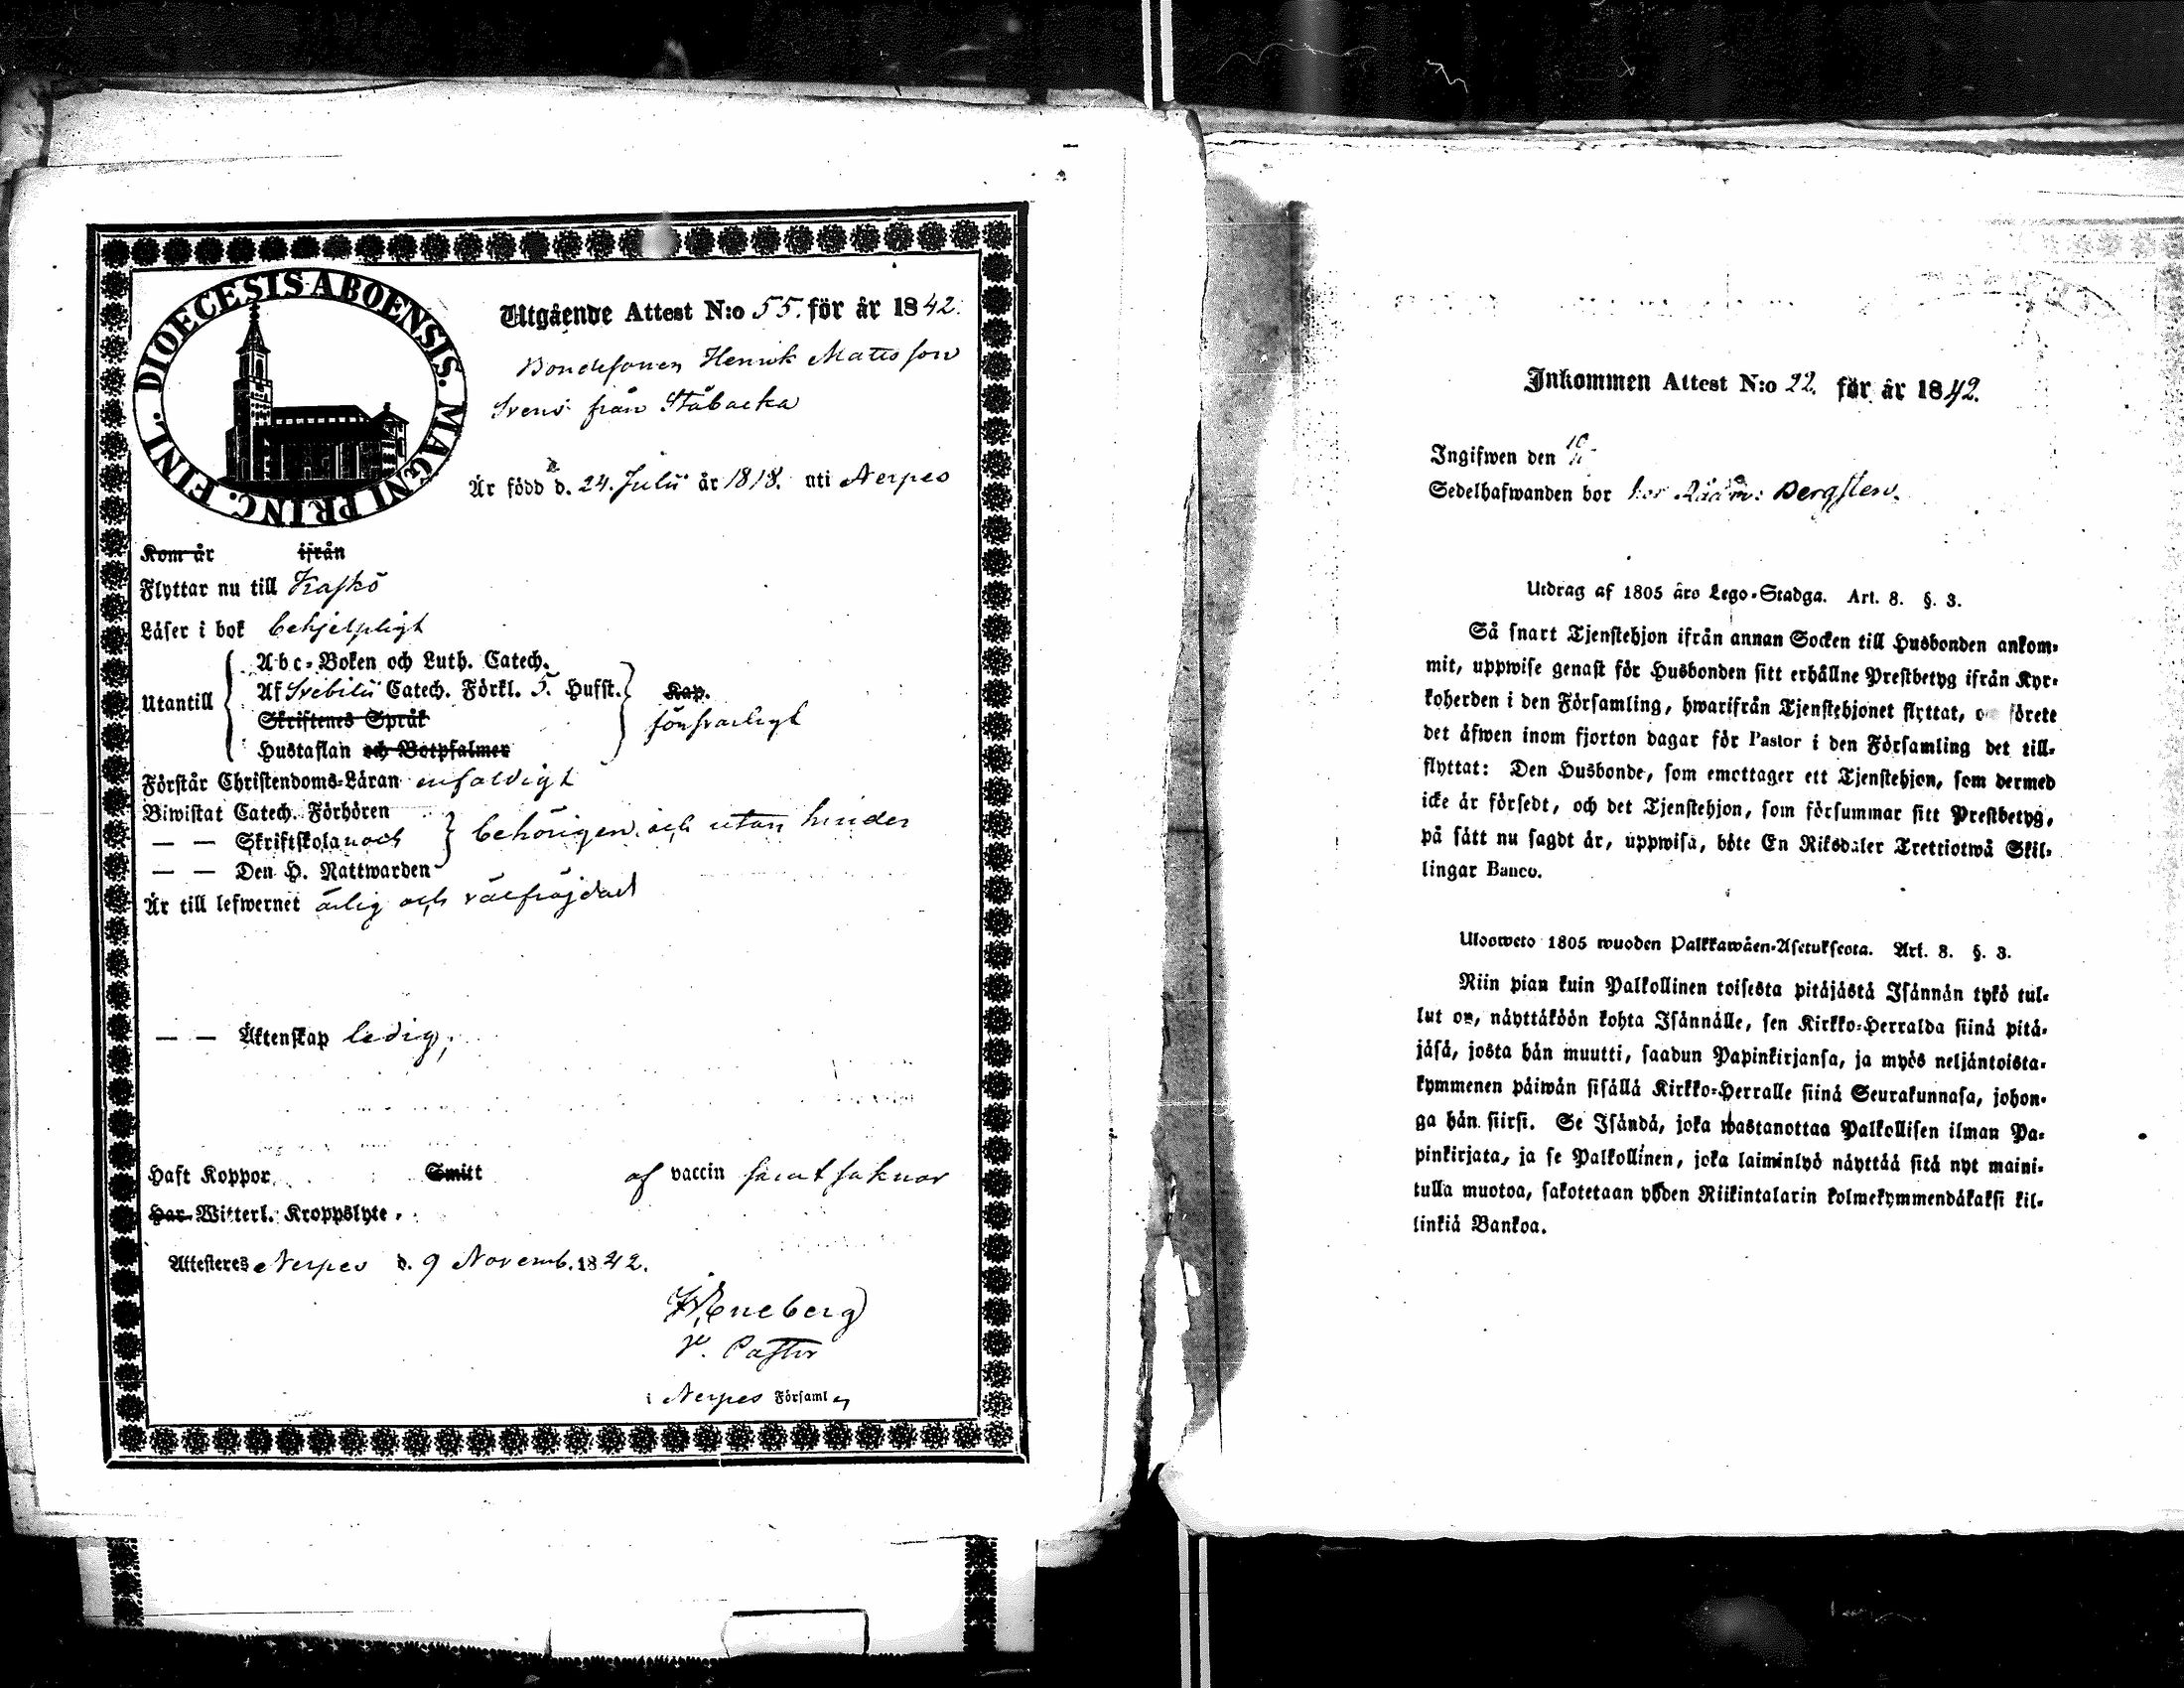 DIOECESIS ABOENSIS. MAGNI PRINC. FINL.
Utgående Attest N:o 55. för år 1842.
Bondesonen Henrik Mattsson
Svens från Ståbacka
Är född d. 24. Julii år 1818. uti Nerpes
Kom år ifrån
Flyttar nu till Kaskö
Läser i bok behjelpligt
Utantill
Abc-Boken och Luth. Catech.
Af Svebilii Catech. Förkl. 5. Hufst.
Skriftenes Språk
Hustaflan och Botpsalmer
Kap.
försvarligt
Förstår Christendoms-Läran enfaldigt
Biwistat Catech. Förhören
— — Skriftskolan och
— — Den H. Nattwarden
behörigen och utan hinder
Är till lefwernet ärlig och välfräjdad
— — Äktenskap ledig,
Haft Koppor Smitt af vaccin samt saknar
Har Witterl. Kroppslyte.
Attesteres Nerpes d. 9 Novemb. 1842.
Heneberg
V. Pastor
i Nerpes Församl
Inkommen Attest N:o 22. för år 1842.
Ingifwen den
Sedelhafwanden bor hos Rådm: Bergsten.
Utdrag af 1805 års Lego-Stadga. Art. 8. §. 3.
Så snart Tjenstehjon ifrån annan Socken till Husbonden ankom-
mit, uppwise genast för Husbonden sitt erhållne Prestbetyg ifrån Kyr-
koherden i den Församling, hwarifrån Tjenstehjonet flyttat, o förete
det äfwen inom fjorton dagar för Pastor i den Församling det till-
flyttat: Den Husbonde, som emottager ett Tjenstehjon, som dermed
icke är försedt, och det Tjenstehjon, som försummar sitt Prestbetyg,
på sätt nu sagdt är, uppwisa, böte En Riksdaler Trettiotwå Skil-
lingar Banco.
Ulosweto 1805 wuoden Palkkawäen-Asetuksesta. Art. 8. §. 3.
Niin pian kuin Palkollinen toisesta pitäjästä Isännän tykö tul-
lut on, näyttäköön kohta Isännälle, sen Kirkko-Herralda siinä pitä-
jäsä, josta hän muutti, saadun Papinkirjansa, ja myös neljäntoista-
kymmenen päiwän sisällä Kirkko-Herralle siinä Seurakunnasa, johon-
ga hän siirsi. Se Isändä, joka wastanottaa Palkollisen ilman Pa-
pinkirjata, ja se Palkollinen, joka laiminlyö näyttää sitä nyt maini-
tulla muotoa, sakotetaan yhden Riikintalarin kolmekymmendäkaksi kil-
linkiä Bankoa.